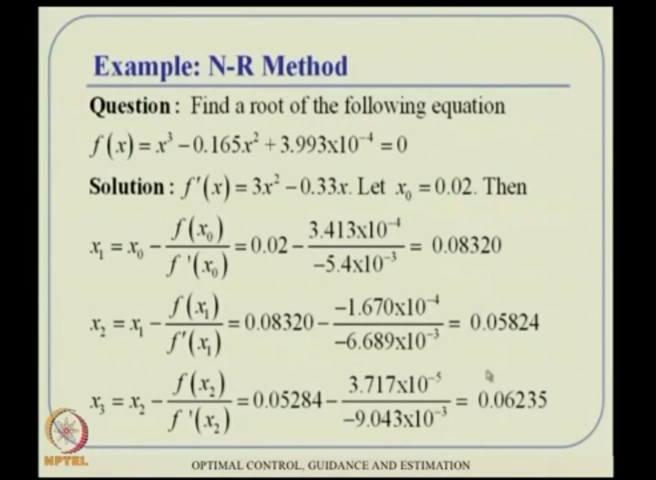 Example: N-R Method
Question : Find a root of the following equation
f(x) = x³ − 0.165x² + 3.993x10⁻⁴ = 0
Solution : f'(x) = 3x² − 0.33x. Let x₀ = 0.02. Then
x₁ = x₀ − f(x₀)/f'(x₀) = 0.02 − 3.413x10⁻⁴/−5.4x10⁻³ = 0.08320
x₂ = x₁ − f(x₁)/f'(x₁) = 0.08320 − −1.670x10⁻⁴/−6.689x10⁻³ = 0.05824
x₃ = x₂ − f(x₂)/f'(x₂) = 0.05284 − 3.717x10⁻⁵/−9.043x10⁻³ = 0.06235
NPTEL
OPTIMAL CONTROL, GUIDANCE AND ESTIMATION